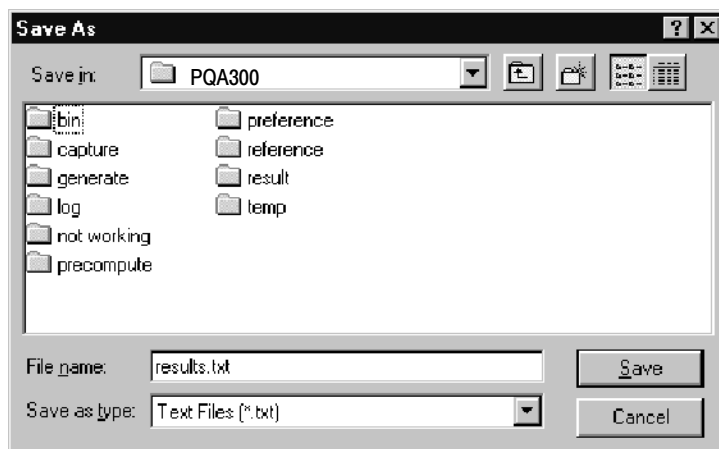 Save As
Save in: PQA300
bin
capture
generate
log
not working
precompute
preference
reference
result
temp
File name: results.txt
Save
Save as type: Text Files (*.txt)
Cancel